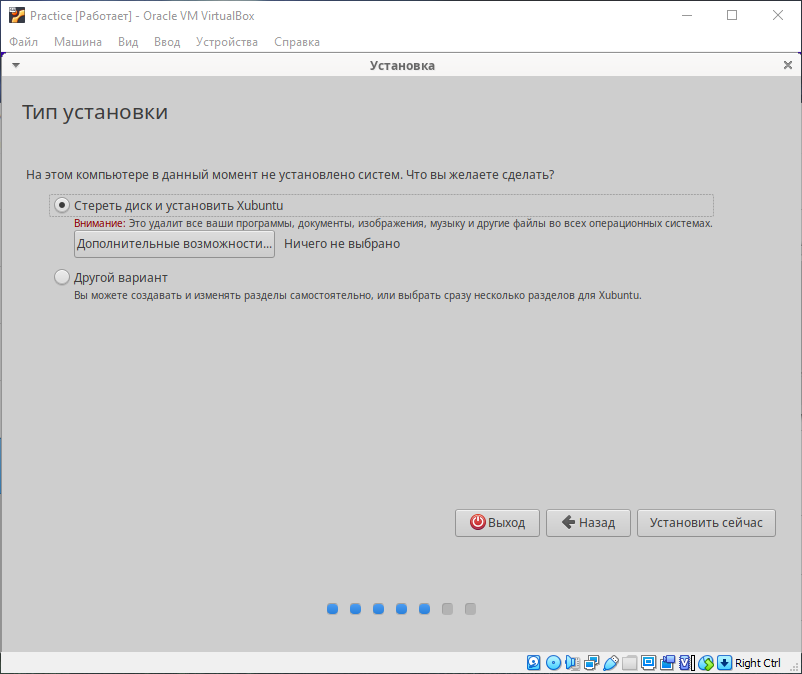 Practice [Работает] - Oracle VM VirtualBox
Файл Машина Вид Ввод Устройства Справка
Установка
Тип установки
На этом компьютере в данный момент не установлено систем. Что вы желаете сделать?
Стереть диск и установить Xubuntu
Внимание: Это удалит все ваши программы, документы, изображения, музыку и другие файлы во всех операционных системах.
Дополнительные возможности... Ничего не выбрано
Другой вариант
Вы можете создавать и изменять разделы самостоятельно, или выбрать сразу несколько разделов для Xubuntu.
Выход Назад Установить сейчас
Right Ctrl